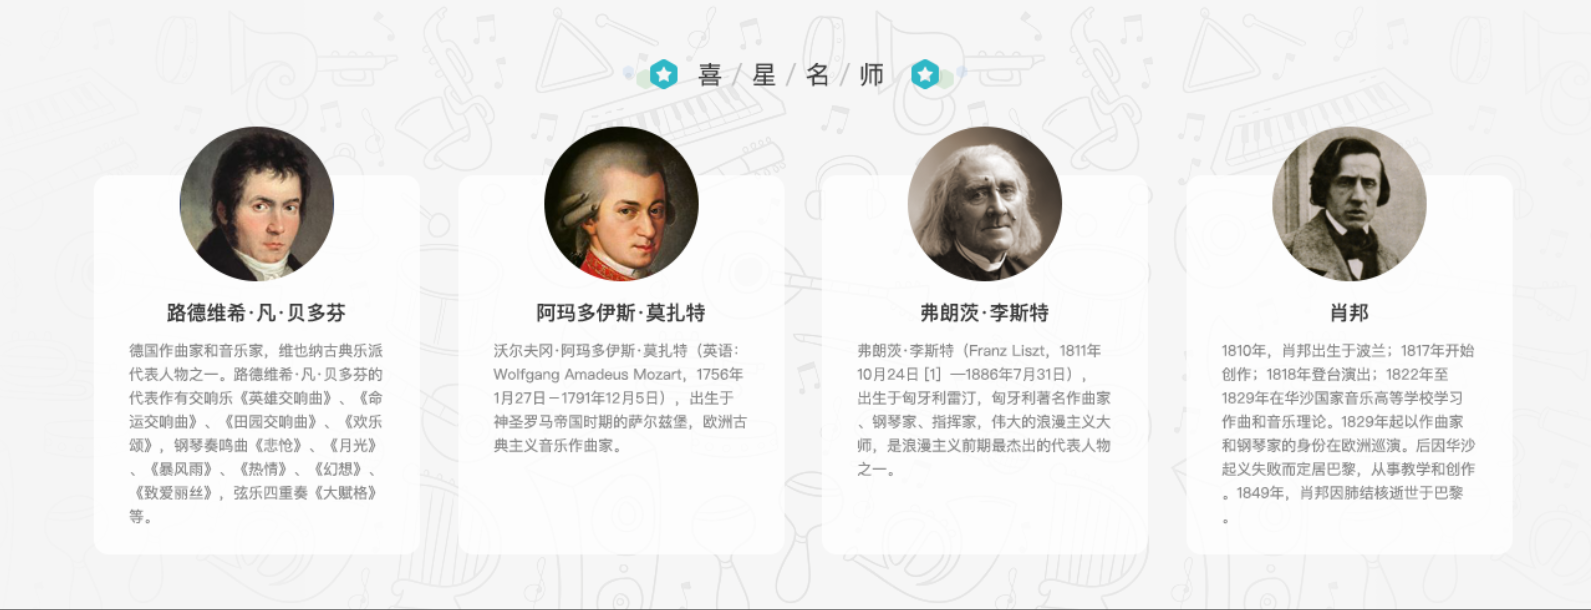 喜/星/名/师
路德维希·凡·贝多芬
德国作曲家和音乐家，维也纳古典乐派
代表人物之一。路德维希·凡·贝多芬的
代表作有交响乐《英雄交响曲》、《命
运交响曲》、《田园交响曲》、《欢乐
颂》，钢琴奏鸣曲《悲怆》、《月光》
、《暴风雨》、《热情》、《幻想》、
《致爱丽丝》，弦乐四重奏《大赋格》
等。
阿玛多伊斯·莫扎特
沃尔夫冈·阿玛多伊斯·莫扎特（英语：
Wolfgang Amadeus Mozart，1756年
1月27日－1791年12月5日），出生于
神圣罗马帝国时期的萨尔兹堡，欧洲古
典主义音乐作曲家。
弗朗茨·李斯特
弗朗茨·李斯特（Franz Liszt，1811年
10月24日 [1] —1886年7月31日），
出生于匈牙利雷汀，匈牙利著名作曲家
、钢琴家、指挥家，伟大的浪漫主义大
师，是浪漫主义前期最杰出的代表人物
之一。
肖邦
1810年，肖邦出生于波兰；1817年开始
创作；1818年登台演出；1822年至
1829年在华沙国家音乐高等学校学习
作曲和音乐理论。1829年起以作曲家
和钢琴家的身份在欧洲巡演。后因华沙
起义失败而定居巴黎，从事教学和创作
。1849年，肖邦因肺结核逝世于巴黎
。